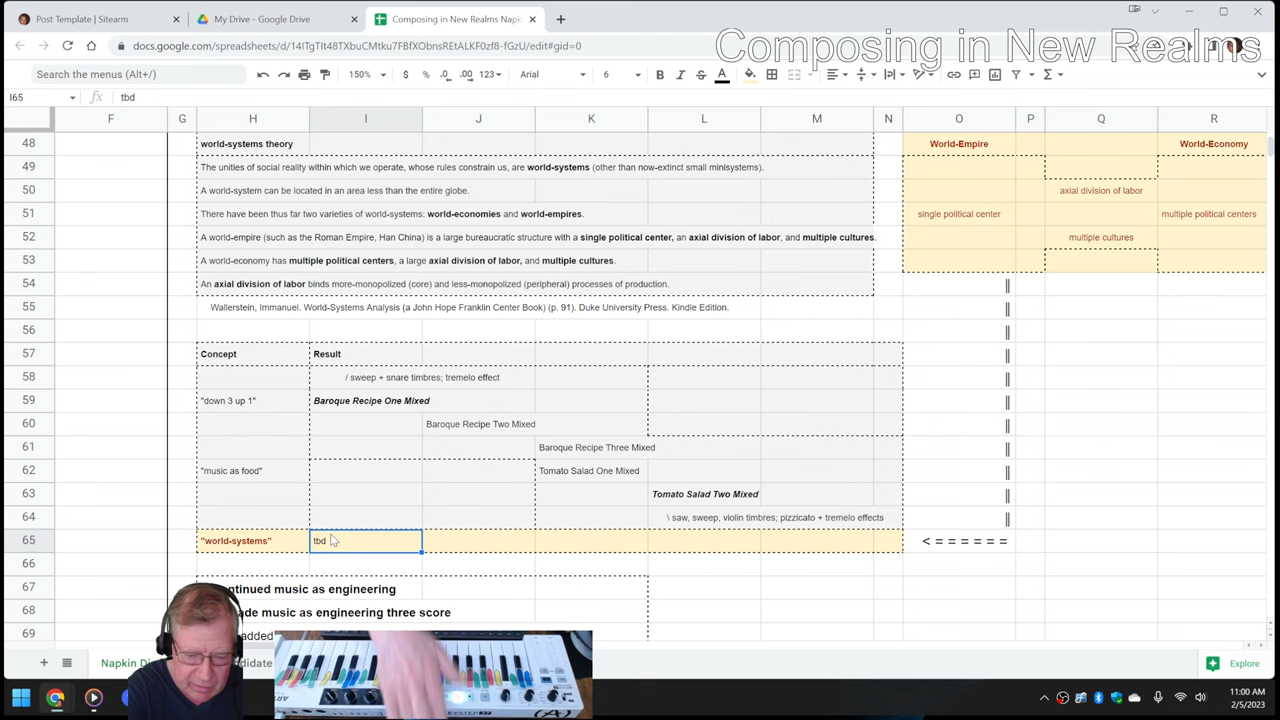 Post Template | Sitearm
My Drive - Google Drive
Composing in New Realms Napk
Composing in New Realms
Search the menus (Alt+/)
150%
$
%
.0
.00
123
Arial
6
B
I
S
A
I65
fx
tbd
F G H I J K L M N O P Q R
48 world-systems theory World-Empire World-Economy
49 The unities of social reality within which we operate, whose rules constrain us, are world-systems (other than now-extinct small minisystems).
50 A world-system can be located in an area less than the entire globe. axial division of labor
51 There have been thus far two varieties of world-systems: world-economies and world-empires. single political center multiple political centers
52 A world-empire (such as the Roman Empire, Han China) is a large bureaucratic structure with a single political center, an axial division of labor, and multiple cultures. multiple cultures
53 A world-economy has multiple political centers, a large axial division of labor, and multiple cultures.
54 An axial division of labor binds more-monopolized (core) and less-monopolized (peripheral) processes of production. ||
55 Wallerstein, Immanuel. World-Systems Analysis (a John Hope Franklin Center Book) (p. 91). Duke University Press. Kindle Edition. ||
56 ||
57 Concept Result ||
58 / sweep + snare timbres; tremelo effect ||
59 "down 3 up 1" Baroque Recipe One Mixed ||
60 Baroque Recipe Two Mixed ||
61 Baroque Recipe Three Mixed ||
62 "music as food" Tomato Salad One Mixed ||
63 Tomato Salad Two Mixed ||
64 \ saw, sweep, violin timbres; pizzicato + tremelo effects ||
65 "world-systems" tbd < = = = = = =
66
67 ntinued music as engineering
68 ade music as engineering three score
69 added
Napkin Di
didate
Explore
11:00 AM
2/5/2023